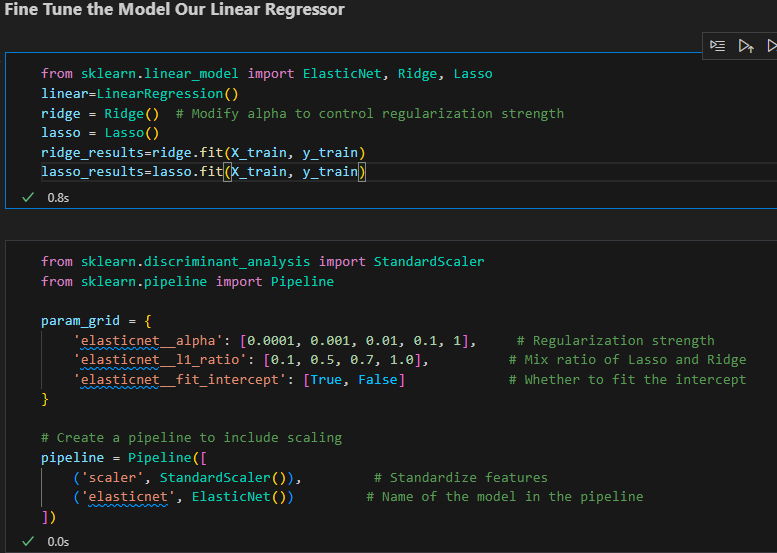 Fine Tune the Model Our Linear Regressor
from sklearn.linear_model import ElasticNet, Ridge, Lasso
linear=LinearRegression()
ridge = Ridge()  # Modify alpha to control regularization strength
lasso = Lasso()
ridge_results=ridge.fit(X_train, y_train)
lasso_results=lasso.fit(X_train, y_train)
0.8s
from sklearn.discriminant_analysis import StandardScaler
from sklearn.pipeline import Pipeline
param_grid = {
    'elasticnet__alpha': [0.0001, 0.001, 0.01, 0.1, 1],     # Regularization strength
    'elasticnet__l1_ratio': [0.1, 0.5, 0.7, 1.0],          # Mix ratio of Lasso and Ridge
    'elasticnet__fit_intercept': [True, False]             # Whether to fit the intercept
}
# Create a pipeline to include scaling
pipeline = Pipeline([
    ('scaler', StandardScaler()),         # Standardize features
    ('elasticnet', ElasticNet())         # Name of the model in the pipeline
])
0.0s